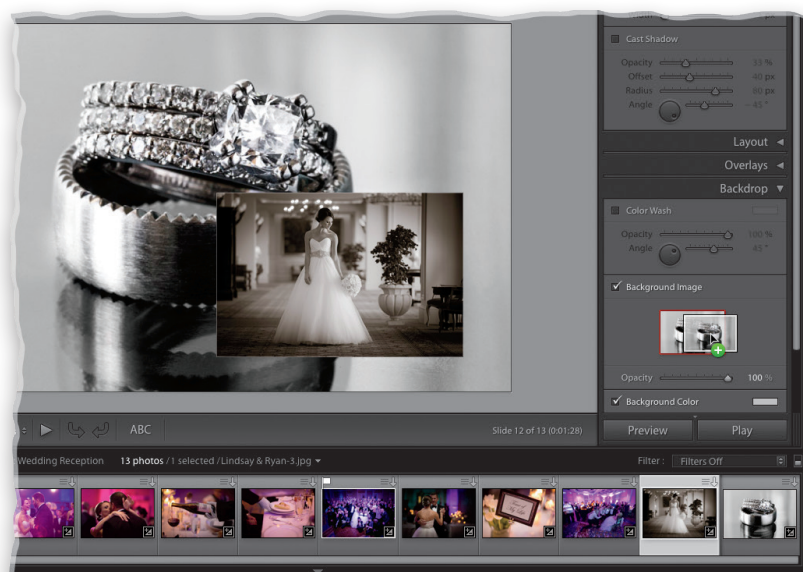 Cast Shadow
Opacity 33 %
Offset 40 px
Radius 60 px
Angle - 45 °
Layout
Overlays
Backdrop
Color Wash
Opacity 100 %
Angle 45 °
Background Image
Opacity 100 %
Background Color
ABC
Slide 12 of 13 (0:01:28)
Preview
Play
Wedding Reception 13 photos / 1 selected / Lindsay & Ryan-3.jpg
Filter : Filters Off